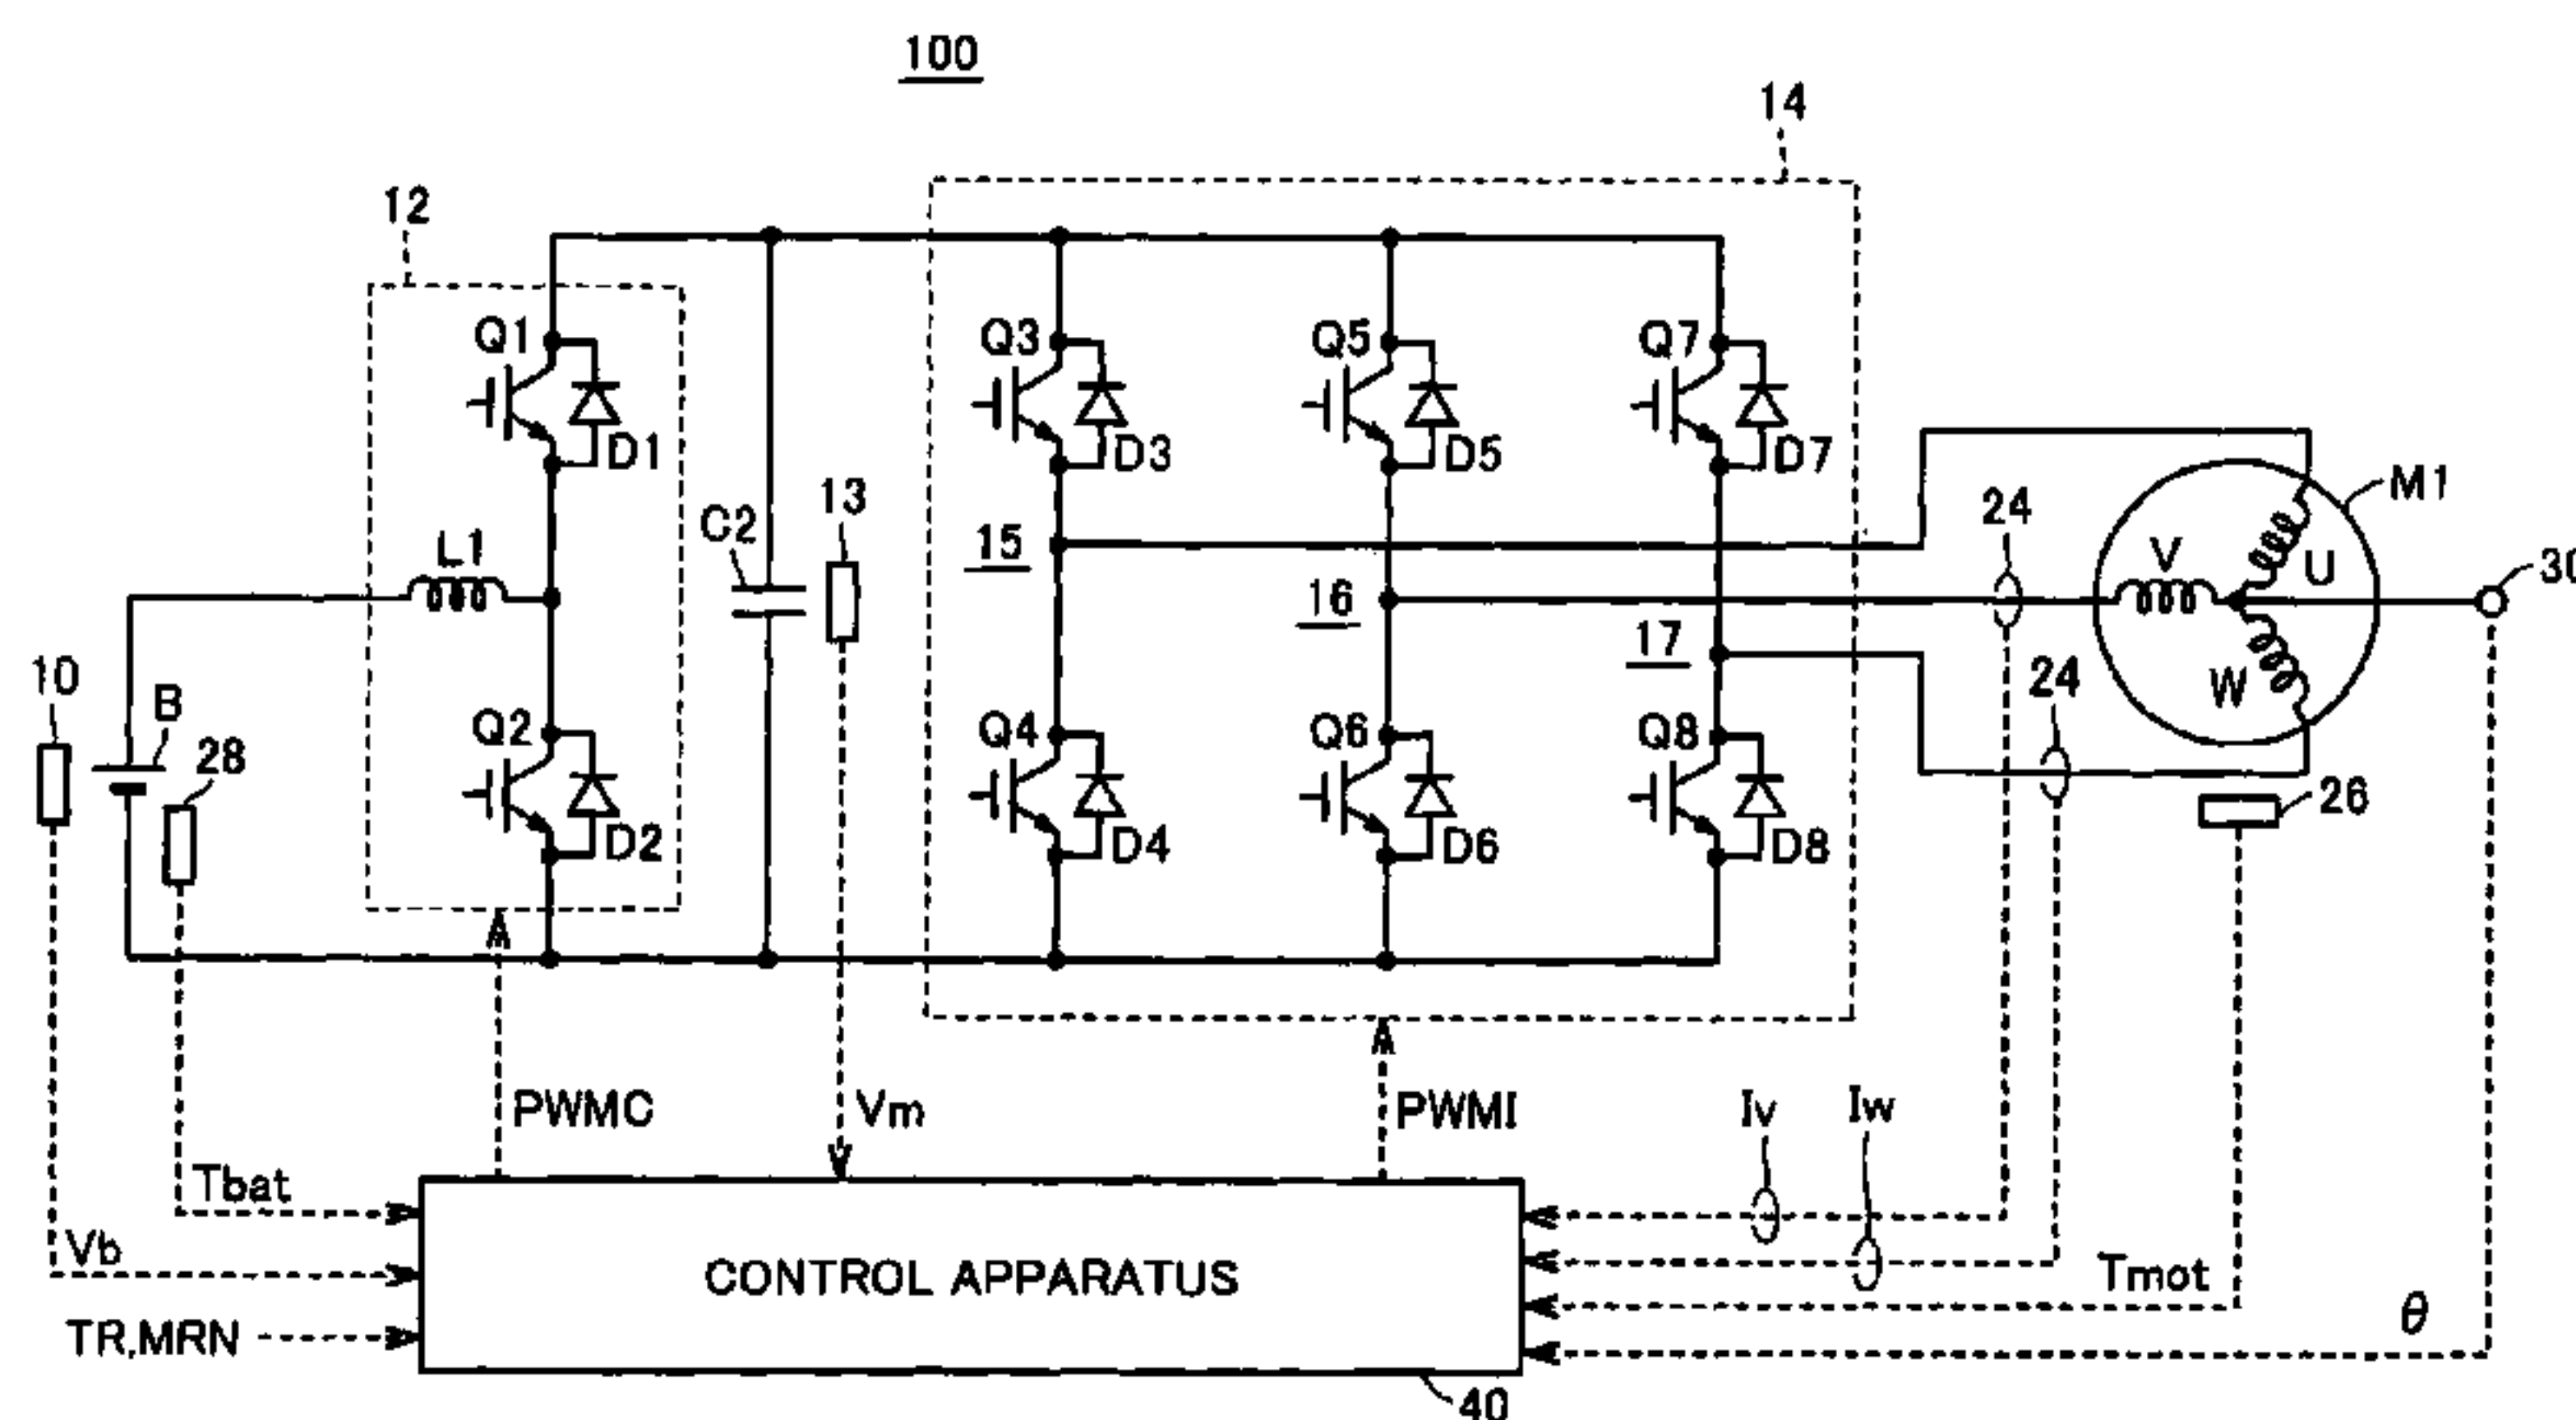 100
14
12
Q1
Q3
Q5
Q7
D1
D3
D5
D7
M1
13
24
C2
L1
15
V
U
30
16
17
10
B
24
W
28
Q2
Q4
Q6
Q8
26
D2
D4
D6
D8
PWMC
Vm
PWMI
Iv
Iw
Tbat
Vb
Tmot
CONTROL APPARATUS
TR,MRN
θ
40